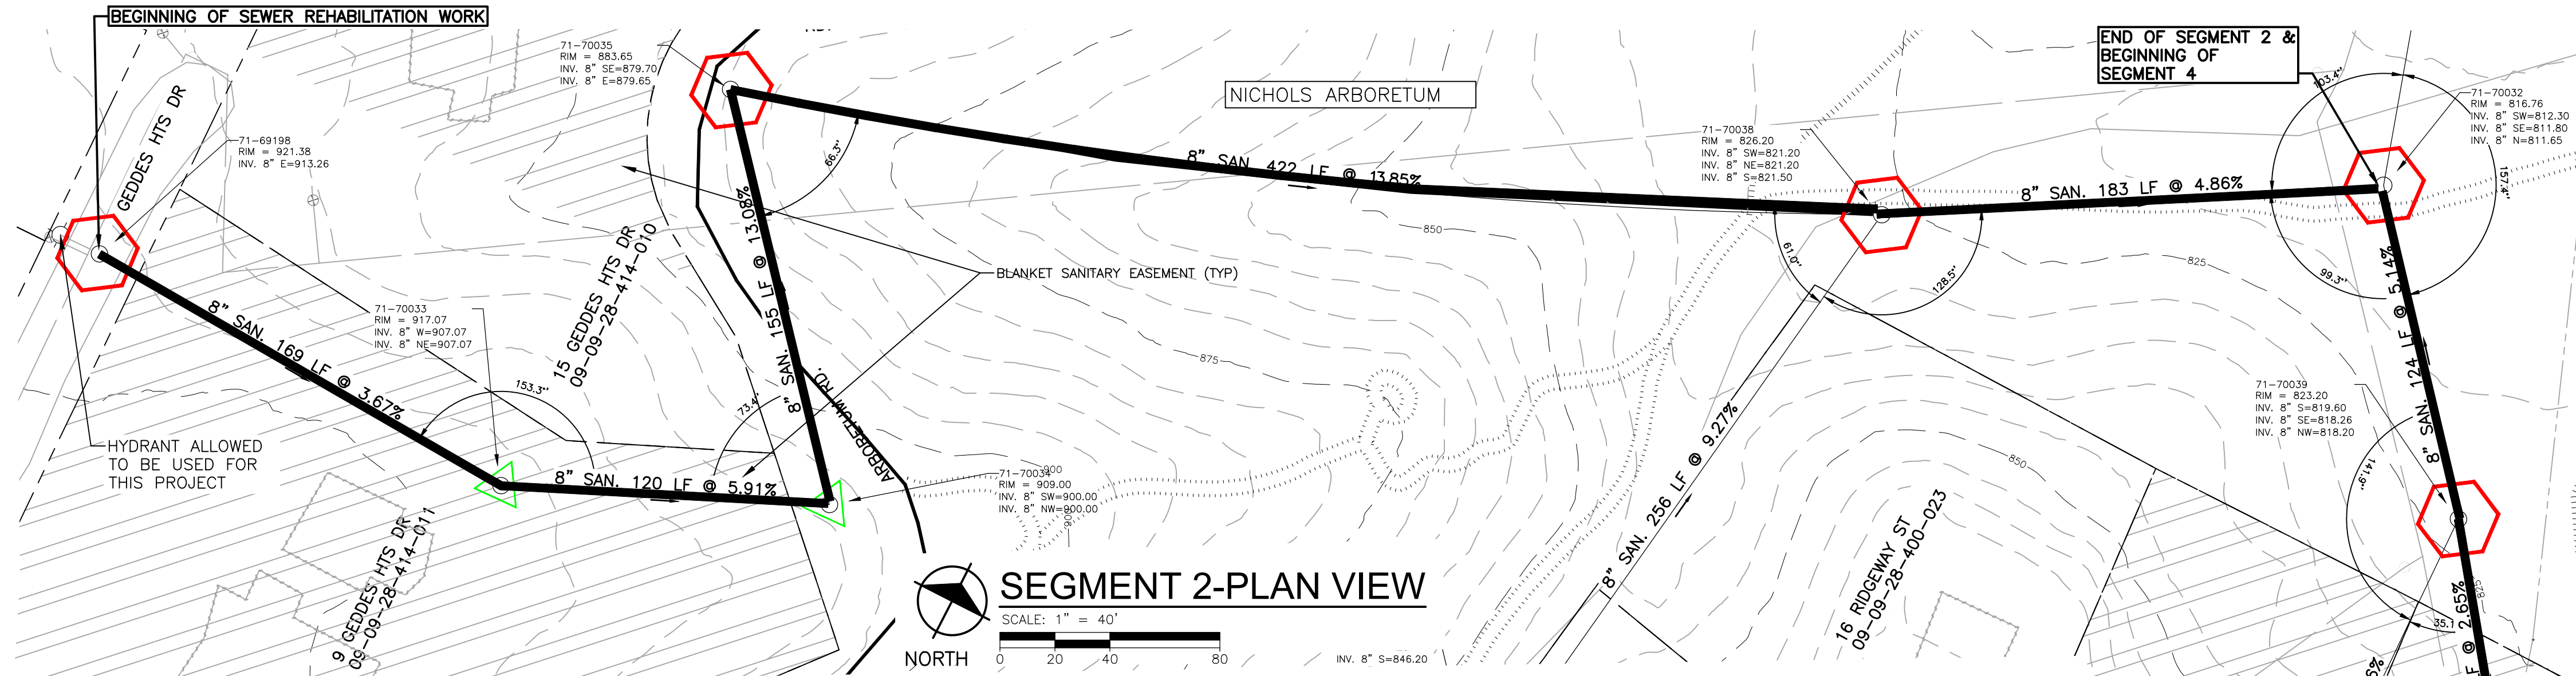 BEGINNING OF SEWER REHABILITATION WORK
GEDDES HTS DR
71-69198
RIM = 921.38
INV. 8" E=913.26
HYDRANT ALLOWED
TO BE USED FOR
THIS PROJECT
8" SAN. 169 LF @ 3.67%
71-70033
RIM = 917.07
INV. 8" W=907.07
INV. 8" NE=907.07
153.3°
9 GEDDES HTS DR
09-09-28-414-011
15 GEDDES HTS DR
09-09-28-414-010
8" SAN. 120 LF @ 5.91%
73.4°
71-70035
RIM = 883.65
INV. 8" SE=879.70
INV. 8" E=879.65
66.3°
8" SAN. 155 LF @ 13.08%
ARBORETUM RD.
BLANKET SANITARY EASEMENT (TYP)
71-70034
RIM = 909.00
INV. 8" SW=900.00
INV. 8" NW=900.00
900
NICHOLS ARBORETUM
8" SAN. 422 LF @ 13.85%
850
875
71-70038
RIM = 826.20
INV. 8" SW=821.20
INV. 8" NE=821.20
INV. 8" S=821.50
61.0°
128.5°
8" SAN. 183 LF @ 4.86%
END OF SEGMENT 2 &
BEGINNING OF
SEGMENT 4
103.4°
71-70032
RIM = 816.76
INV. 8" SW=812.30
INV. 8" SE=811.80
INV. 8" N=811.65
157.4°
99.3°
825
8" SAN. 124 LF @ 5.14%
71-70039
RIM = 823.20
INV. 8" S=819.60
INV. 8" SE=818.26
INV. 8" NW=818.20
141.9°
850
8" SAN. 256 LF @ 9.27%
16 RIDGEWAY ST
09-09-28-400-023
825
35.1
LF @ 2.65%
6%
SEGMENT 2-PLAN VIEW
SCALE: 1" = 40'
NORTH
0 20 40 80
INV. 8" S=846.20